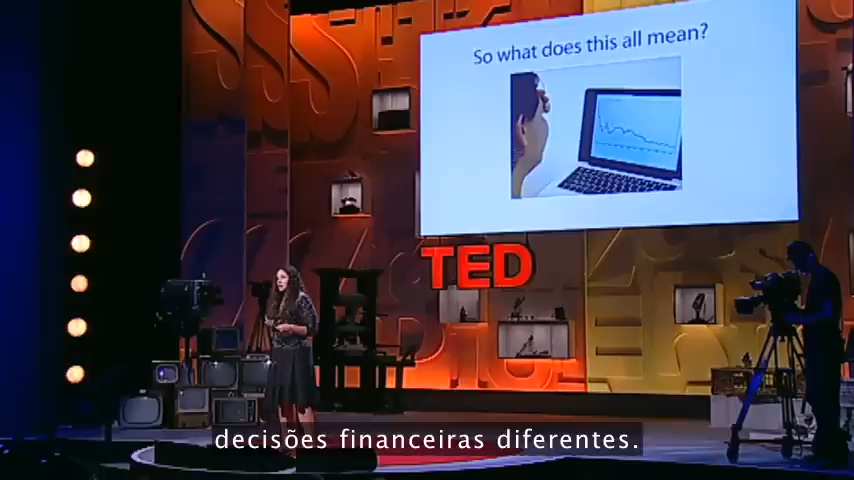 So what does this all mean?
TED
decisões financeiras diferentes.